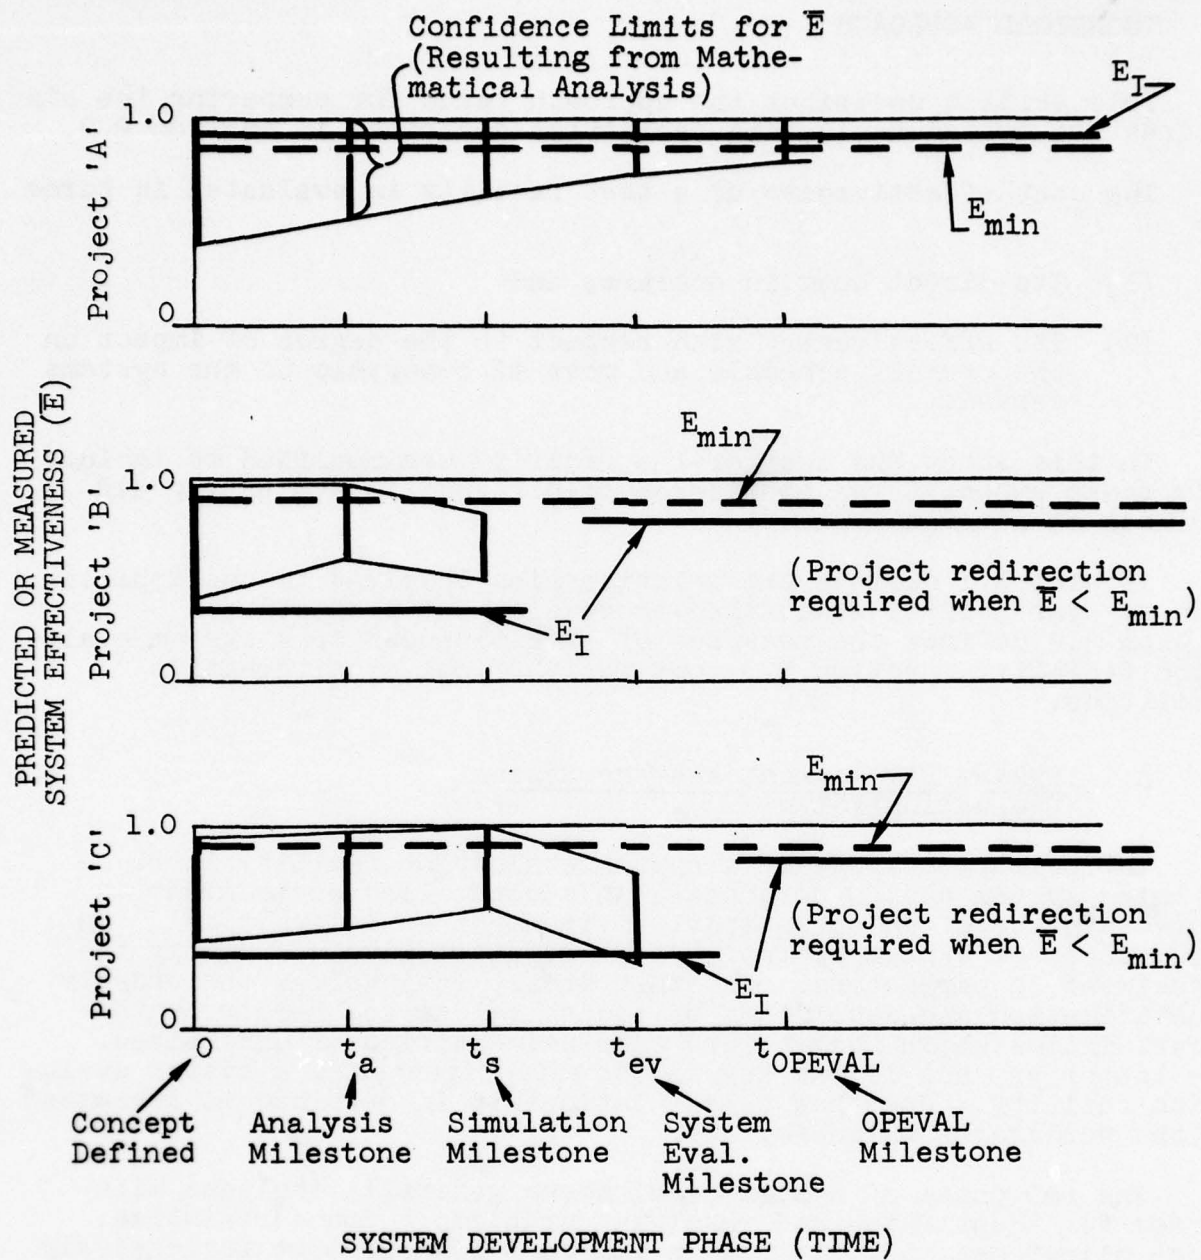 Confidence Limits for E̅
(Resulting from Mathe-
matical Analysis)
E_I
1.0
E_min
0
Project 'A'
PREDICTED OR MEASURED
SYSTEM EFFECTIVENESS (E̅)
E_min
1.0
Project 'B'
(Project redirection
required when E̅ < E_min)
E_I
0
E_min
1.0
Project 'C'
(Project redirection
required when E̅ < E_min)
E_I
0
0 t_a t_s t_ev t_OPEVAL
Concept
Defined
Analysis
Milestone
Simulation
Milestone
System
Eval.
Milestone
OPEVAL
Milestone
SYSTEM DEVELOPMENT PHASE (TIME)